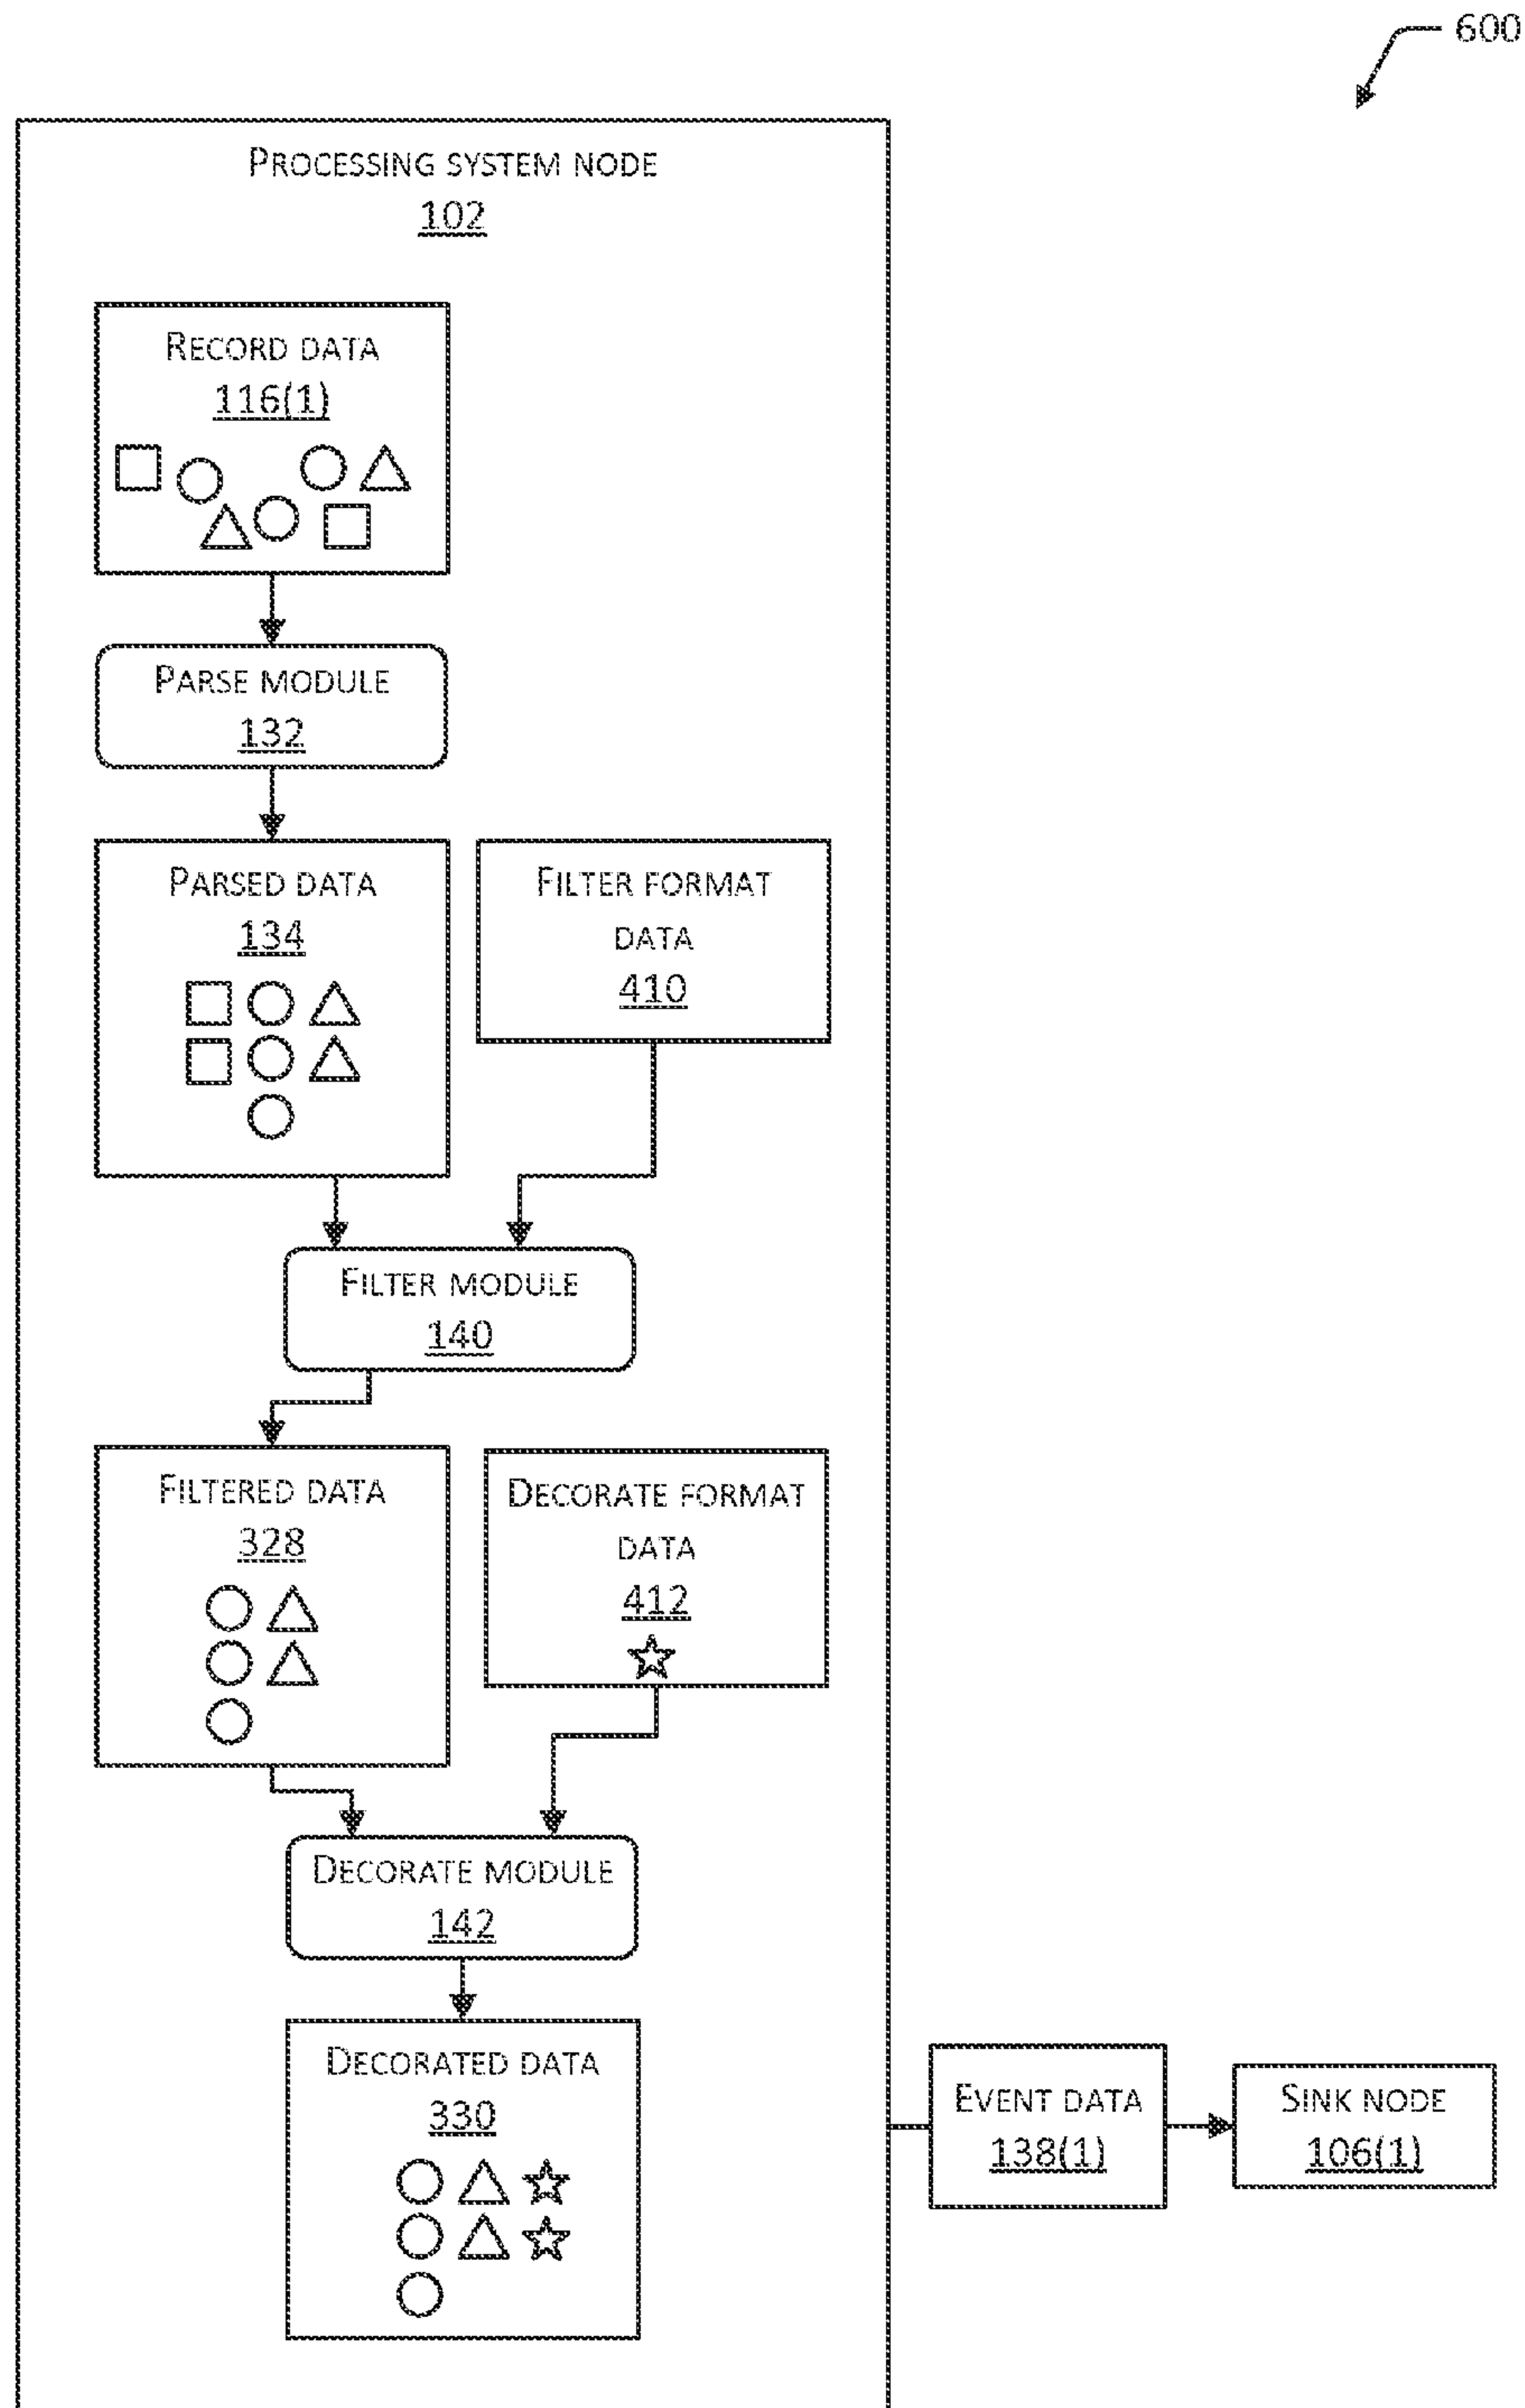 600
PROCESSING SYSTEM NODE
102
RECORD DATA
116(1)
PARSE MODULE
132
PARSED DATA
134
FILTER FORMAT
DATA
410
FILTER MODULE
140
FILTERED DATA
328
DECORATE FORMAT
DATA
412
DECORATE MODULE
142
DECORATED DATA
330
EVENT DATA
138(1)
SINK NODE
106(1)